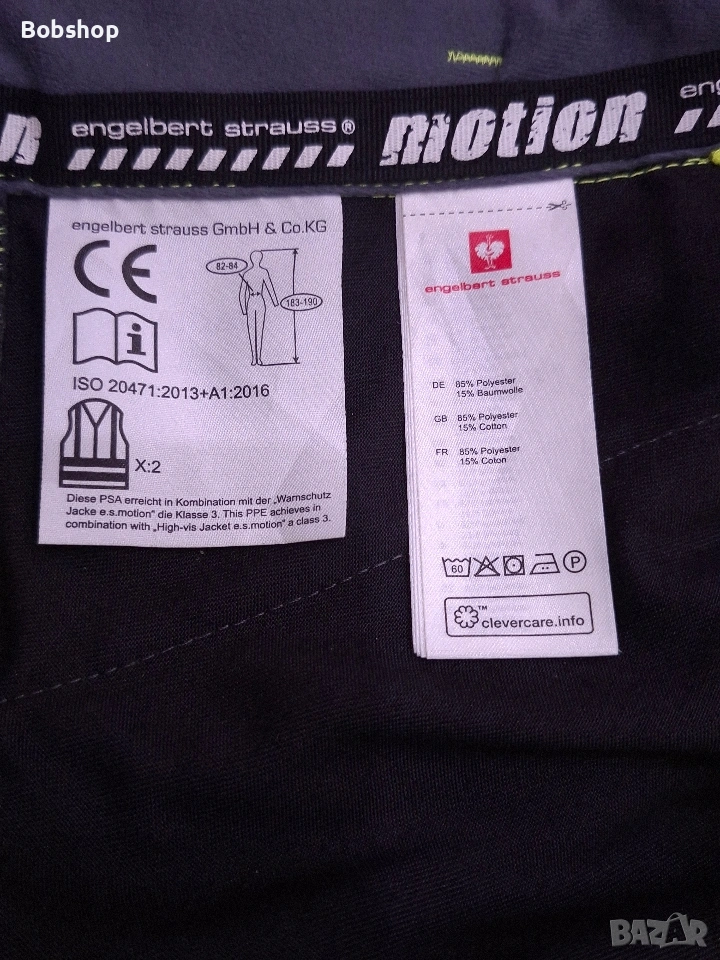 Bobshop
n engelbert strauss® motion eng
engelbert strauss GmbH & Co.KG
CE
82-84
183-190
i
ISO 20471:2013+A1:2016
X:2
Diese PSA erreicht in Kombination mit der „Warnschutz
Jacke e.s.motion" die Klasse 3. This PPE achieves in
combination with „High-vis Jacket e.s.motion" a class 3.
engelbert strauss
DE 85% Polyester
15% Baumwolle
GB 85% Polyester
15% Cotton
FR 85% Polyester
15% Coton
60
P
™
clevercare.info
BAZAR